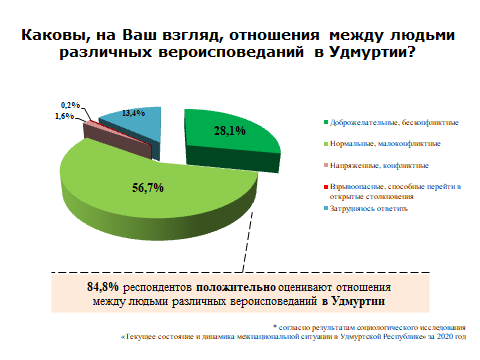 Каковы, на Ваш взгляд, отношения между людьми
различных вероисповеданий в Удмуртии?
0,2%
1,6%
13,4%
28,1%
56,7%
Доброжелательные, бесконфликтные
Нормальные, малоконфликтные
Напряженные, конфликтные
Взрывоопасные, способные перейти в
открытые столкновения
Затрудняюсь ответить
84,8% респондентов положительно оценивают отношения
между людьми различных вероисповеданий в Удмуртии
* согласно результатам социологического исследования
«Текущее состояние и динамика межнациональной ситуации в Удмуртской Республике» за 2020 год